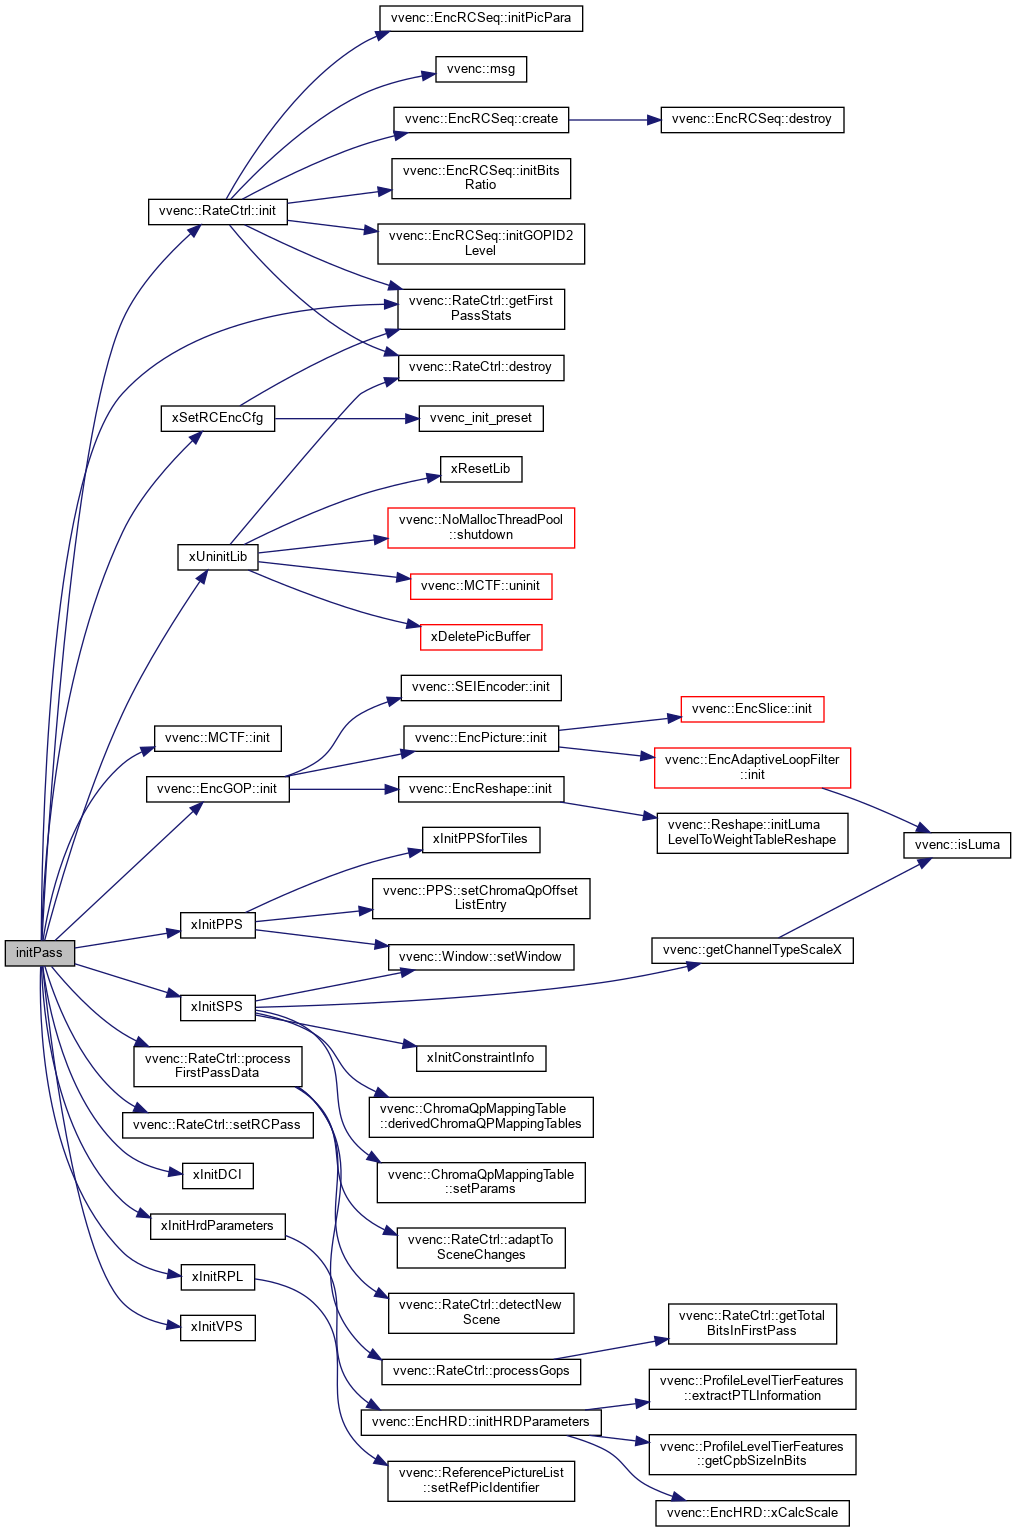 vvenc::EncRCSeq::initPicPara
vvenc::msg
vvenc::EncRCSeq::create
vvenc::EncRCSeq::destroy
vvenc::EncRCSeq::initBits
Ratio
vvenc::RateCtrl::init
vvenc::EncRCSeq::initGOPID2
Level
vvenc::RateCtrl::getFirst
PassStats
vvenc::RateCtrl::destroy
xSetRCEncCfg
vvenc_init_preset
xResetLib
vvenc::NoMallocThreadPool
::shutdown
xUninitLib
vvenc::MCTF::uninit
xDeletePicBuffer
vvenc::SEIEncoder::init
vvenc::EncSlice::init
vvenc::MCTF::init
vvenc::EncPicture::init
vvenc::EncAdaptiveLoopFilter
::init
vvenc::EncGOP::init
vvenc::EncReshape::init
vvenc::Reshape::initLuma
LevelToWeightTableReshape
xInitPPSforTiles
vvenc::isLuma
vvenc::PPS::setChromaQpOffset
ListEntry
xInitPPS
initPass
vvenc::Window::setWindow
vvenc::getChannelTypeScaleX
xInitSPS
xInitConstraintInfo
vvenc::RateCtrl::process
FirstPassData
vvenc::ChromaQpMappingTable
::derivedChromaQPMappingTables
vvenc::RateCtrl::setRCPass
xInitDCI
vvenc::ChromaQpMappingTable
::setParams
xInitHrdParameters
vvenc::RateCtrl::adaptTo
SceneChanges
xInitRPL
vvenc::RateCtrl::detectNew
Scene
xInitVPS
vvenc::RateCtrl::getTotal
BitsInFirstPass
vvenc::RateCtrl::processGops
vvenc::ProfileLevelTierFeatures
::extractPTLInformation
vvenc::EncHRD::initHRDParameters
vvenc::ProfileLevelTierFeatures
::getCpbSizeInBits
vvenc::ReferencePictureList
::setRefPicIdentifier
vvenc::EncHRD::xCalcScale